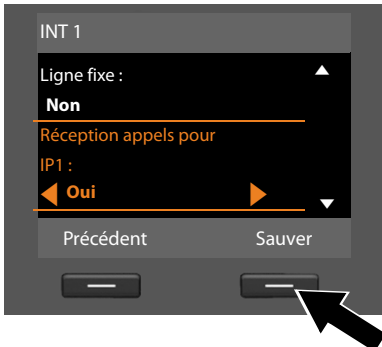 INT 1
Ligne fixe :
Non
Réception appels pour
IP1 :
Oui
Précédent Sauver